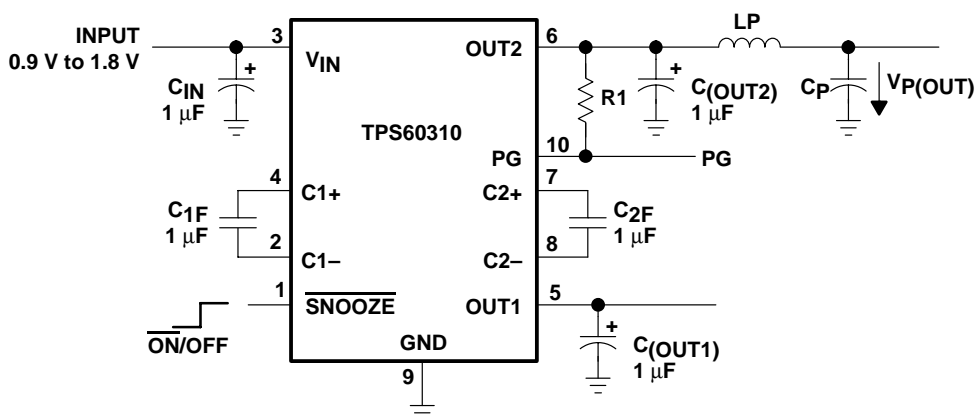 INPUT
0.9 V to 1.8 V
3
VIN
CIN
+
1 μF
OUT2
6
LP
R1
+
C(OUT2)
1 μF
CP
VP(OUT)
TPS60310
PG
10
PG
4
C1+
C1F
1 μF
2
C1–
7
C2+
C2F
1 μF
8
C2–
1
SNOOZE
ON/OFF
OUT1
5
+
C(OUT1)
1 μF
GND
9